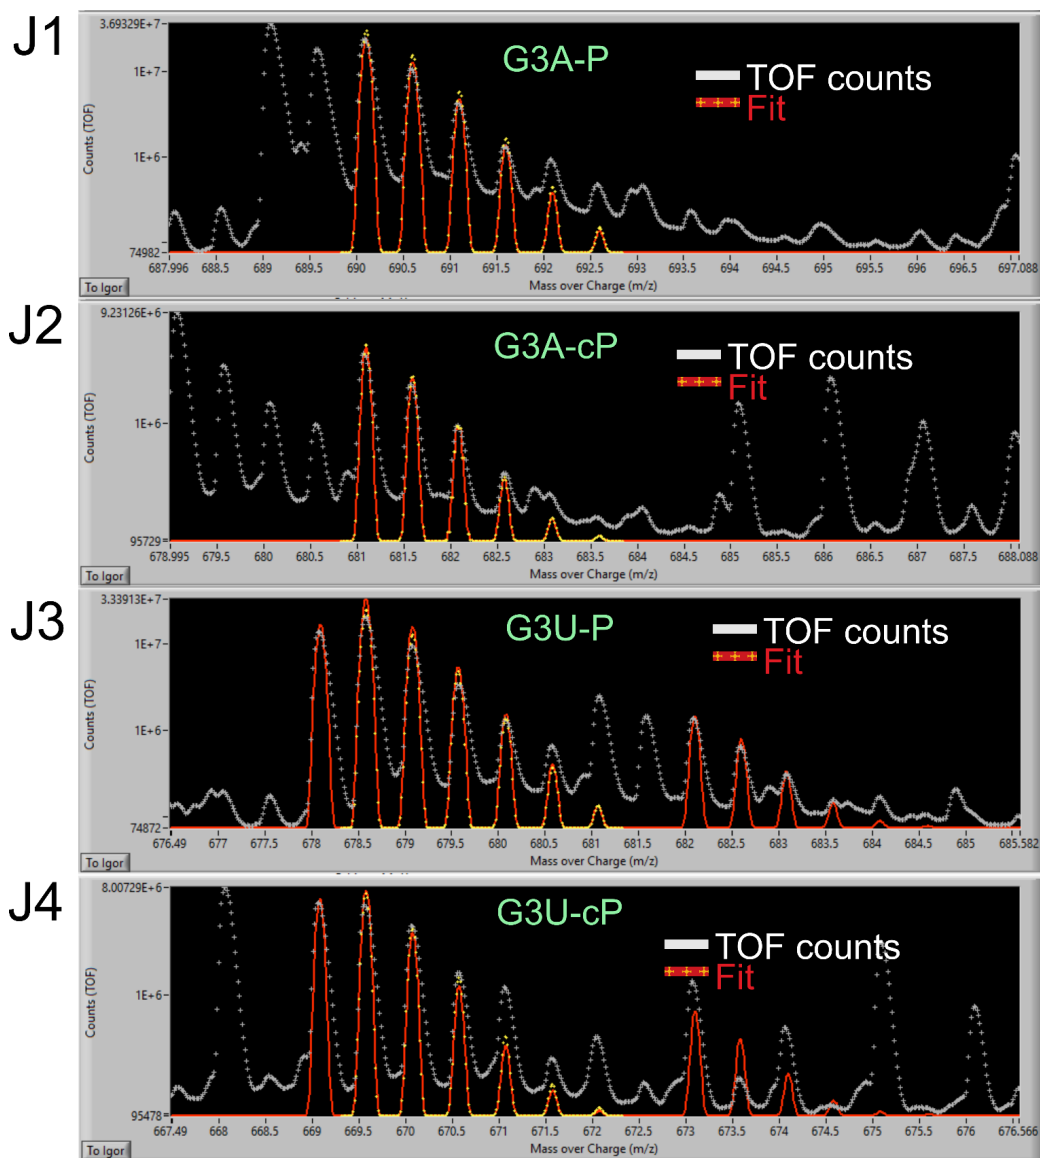 J1
3.69329E+7
1E+7
1E+6
74982
Counts (TOF)
G3A-P
TOF counts
Fit
687.996 688.5 689 689.5 690 690.5 691 691.5 692 692.5 693 693.5 694 694.5 695 695.5 696 696.5 697.088
Mass over Charge (m/z)
To Igor
J2
9.23126E+6
1E+6
95729
Counts (TOF)
G3A-cP
TOF counts
Fit
678.995 679.5 680 680.5 681 681.5 682 682.5 683 683.5 684 684.5 685 685.5 686 686.5 687 687.5 688.088
Mass over Charge (m/z)
To Igor
J3
3.33913E+7
1E+7
1E+6
74872
Counts (TOF)
G3U-P
TOF counts
Fit
676.49 677 677.5 678 678.5 679 679.5 680 680.5 681 681.5 682 682.5 683 683.5 684 684.5 685 685.582
Mass over Charge (m/z)
To Igor
J4
8.00729E+6
1E+6
95478
Counts (TOF)
G3U-cP
TOF counts
Fit
667.49 668 668.5 669 669.5 670 670.5 671 671.5 672 672.5 673 673.5 674 674.5 675 675.5 676 676.566
Mass over Charge (m/z)
To Igor